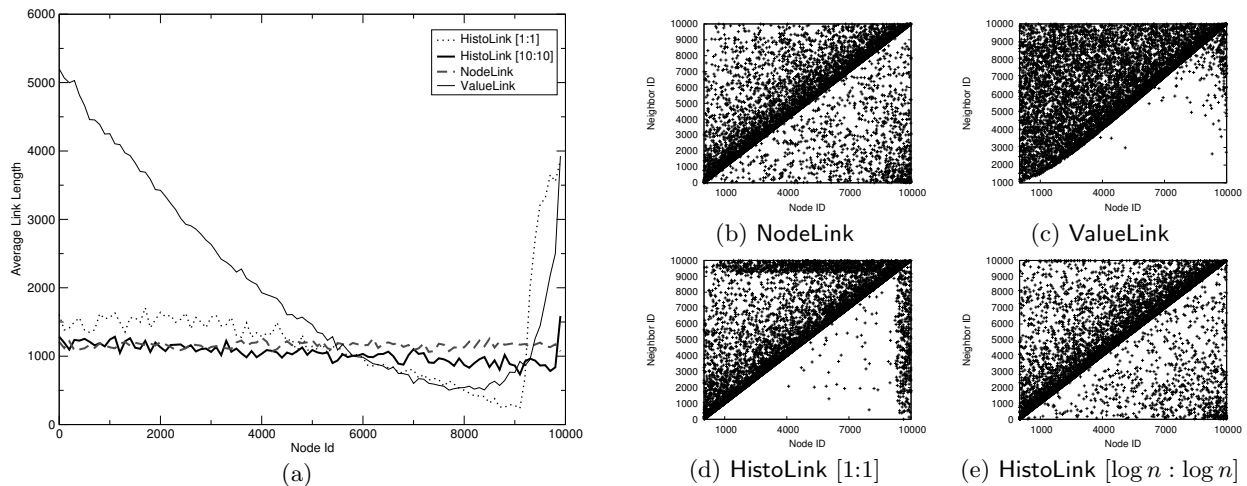 6000
5000
4000
3000
2000
1000
0
Average Link Length
0 2000 4000 6000 8000 10000
Node Id
HistoLink [1:1]
HistoLink [10:10]
NodeLink
ValueLink
(a)
10000
9000
8000
7000
6000
5000
4000
3000
2000
1000
0
Neighbor ID
1000 4000 7000 10000
Node ID
(b) NodeLink
10000
9000
8000
7000
6000
5000
4000
3000
2000
1000
Neighbor ID
1000 4000 7000 10000
Node ID
(c) ValueLink
10000
9000
8000
7000
6000
5000
4000
3000
2000
1000
0
Neighbor ID
1000 4000 7000 10000
Node ID
(d) HistoLink [1:1]
10000
9000
8000
7000
6000
5000
4000
3000
2000
1000
0
Neighbor ID
1000 4000 7000 10000
Node ID
(e) HistoLink [log n : log n]